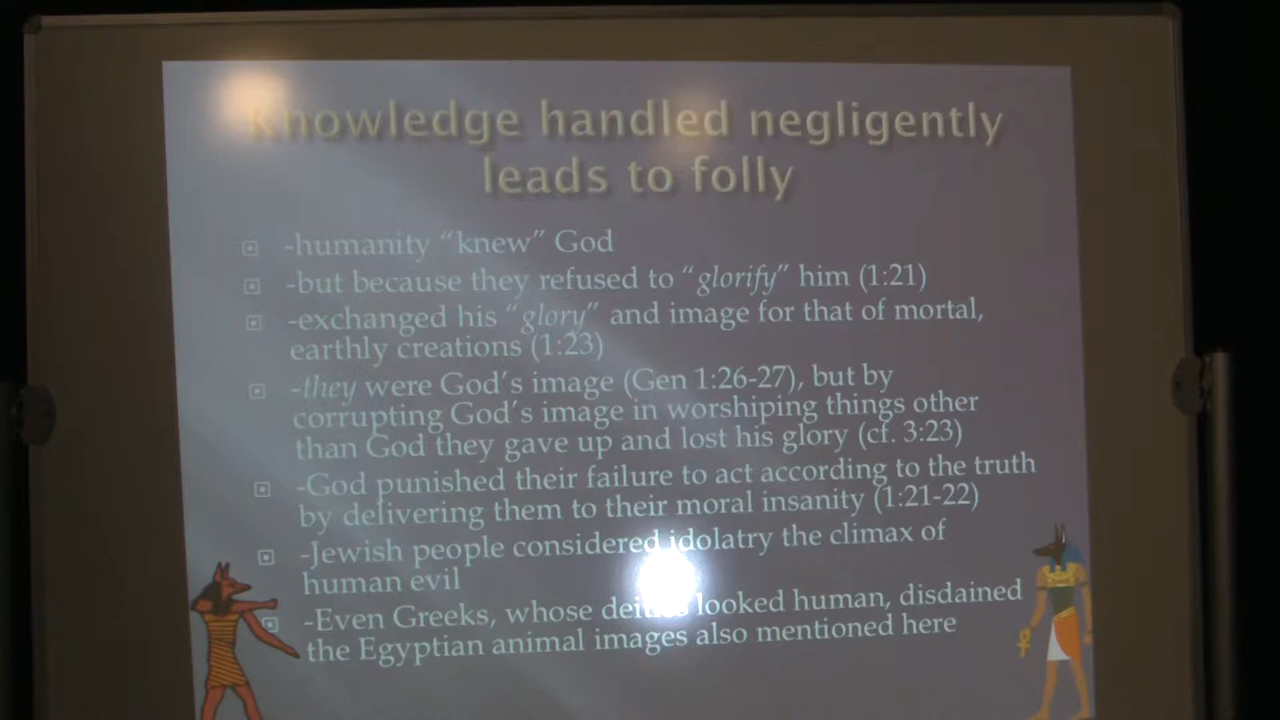 Knowledge handled negligently
leads to folly
-humanity “knew” God
-but because they refused to “glorify” him (1:21)
-exchanged his “glory” and image for that of mortal,
earthly creations (1:23)
-they were God’s image (Gen 1:26-27), but by
corrupting God’s image in worshiping things other
than God they gave up and lost his glory (cf. 3:23)
-God punished their failure to act according to the truth
by delivering them to their moral insanity (1:21-22)
-Jewish people considered idolatry the climax of
human evil
-Even Greeks, whose deities looked human, disdained
the Egyptian animal images also mentioned here